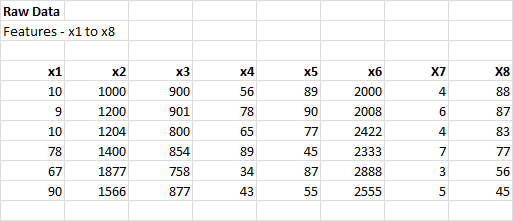 Raw Data
Features - x1 to x8
x1 x2 x3 x4 x5 x6 X7 X8
10 1000 900 56 89 2000 4 88
9 1200 901 78 90 2008 6 87
10 1204 800 65 77 2422 4 83
78 1400 854 89 45 2333 7 77
67 1877 758 34 87 2888 3 56
90 1566 877 43 55 2555 5 45